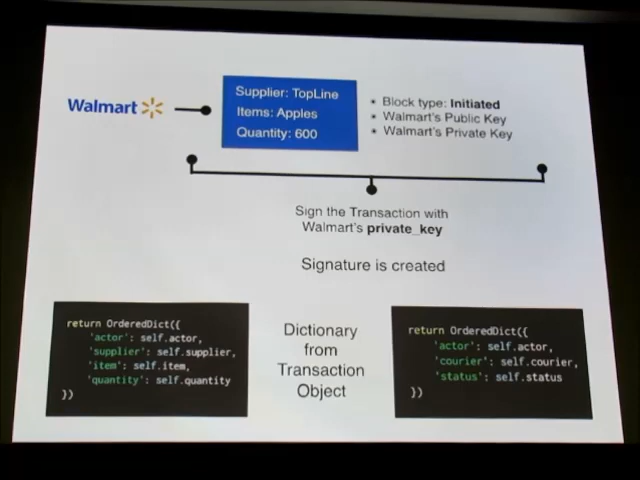 Walmart
Supplier: TopLine
Items: Apples
Quantity: 600
* Block type: Initiated
* Walmart's Public Key
* Walmart's Private Key
Sign the Transaction with
Walmart's private_key
Signature is created
return OrderedDict({
'actor': self.actor,
'supplier': self.supplier,
'item': self.item,
'quantity': self.quantity
})
Dictionary
from
Transaction
Object
return OrderedDict({
'actor': self.actor,
'courier': self.courier,
'status': self.status
})